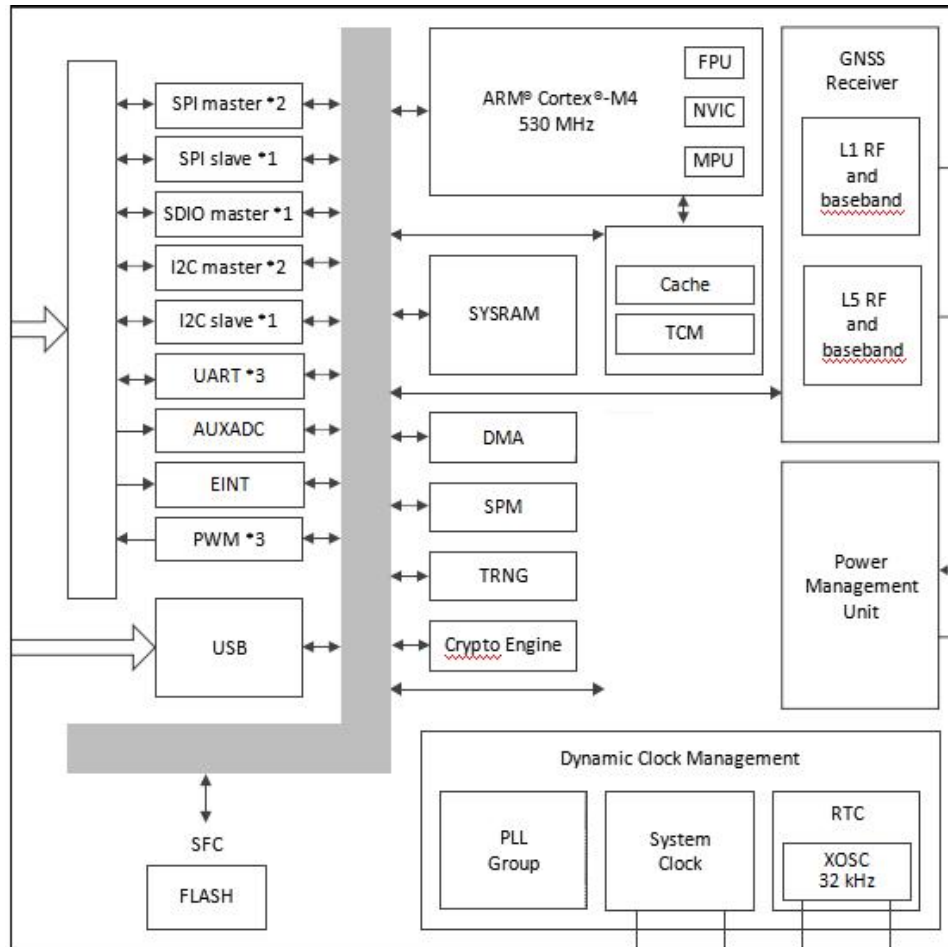 SPI master *2
SPI slave *1
SDIO master *1
I2C master *2
I2C slave *1
UART *3
AUXADC
EINT
PWM *3
USB
SFC
FLASH
ARM® Cortex®-M4
530 MHz
FPU
NVIC
MPU
SYSRAM
Cache
TCM
DMA
SPM
TRNG
Crypto Engine
GNSS
Receiver
L1 RF
and
baseband
L5 RF
and
baseband
Power
Management
Unit
Dynamic Clock Management
PLL
Group
System
Clock
RTC
XOSC
32 kHz